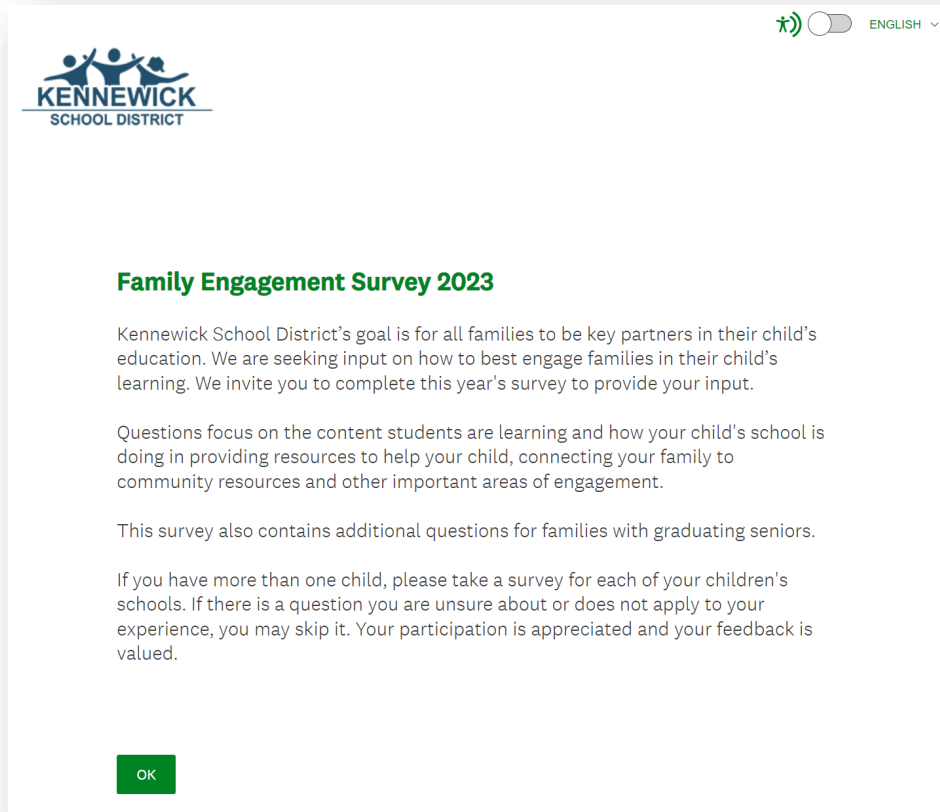 ENGLISH
KENNEWICK
SCHOOL DISTRICT
Family Engagement Survey 2023
Kennewick School District’s goal is for all families to be key partners in their child’s
education. We are seeking input on how to best engage families in their child’s
learning. We invite you to complete this year's survey to provide your input.
Questions focus on the content students are learning and how your child's school is
doing in providing resources to help your child, connecting your family to
community resources and other important areas of engagement.
This survey also contains additional questions for families with graduating seniors.
If you have more than one child, please take a survey for each of your children's
schools. If there is a question you are unsure about or does not apply to your
experience, you may skip it. Your participation is appreciated and your feedback is
valued.
OK